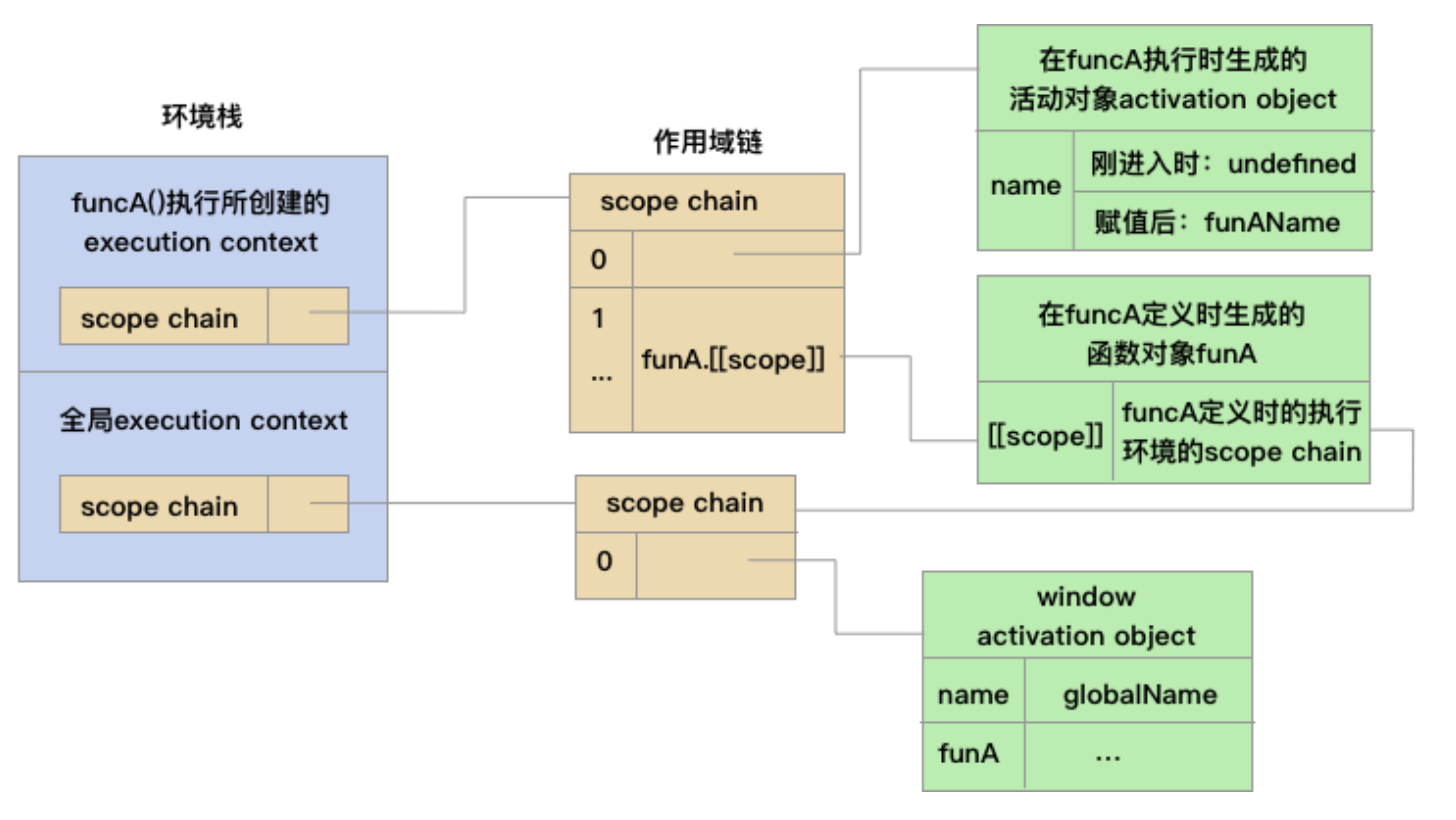 环境栈
funcA()执行所创建的
execution context
scope chain
全局execution context
scope chain
作用域链
scope chain
0
1
...
funA.[[scope]]
scope chain
0
在funcA执行时生成的
活动对象activation object
name
刚进入时：undefined
赋值后：funAName
在funcA定义时生成的
函数对象funA
[[scope]]
funcA定义时的执行
环境的scope chain
window
activation object
name
globalName
funA
...